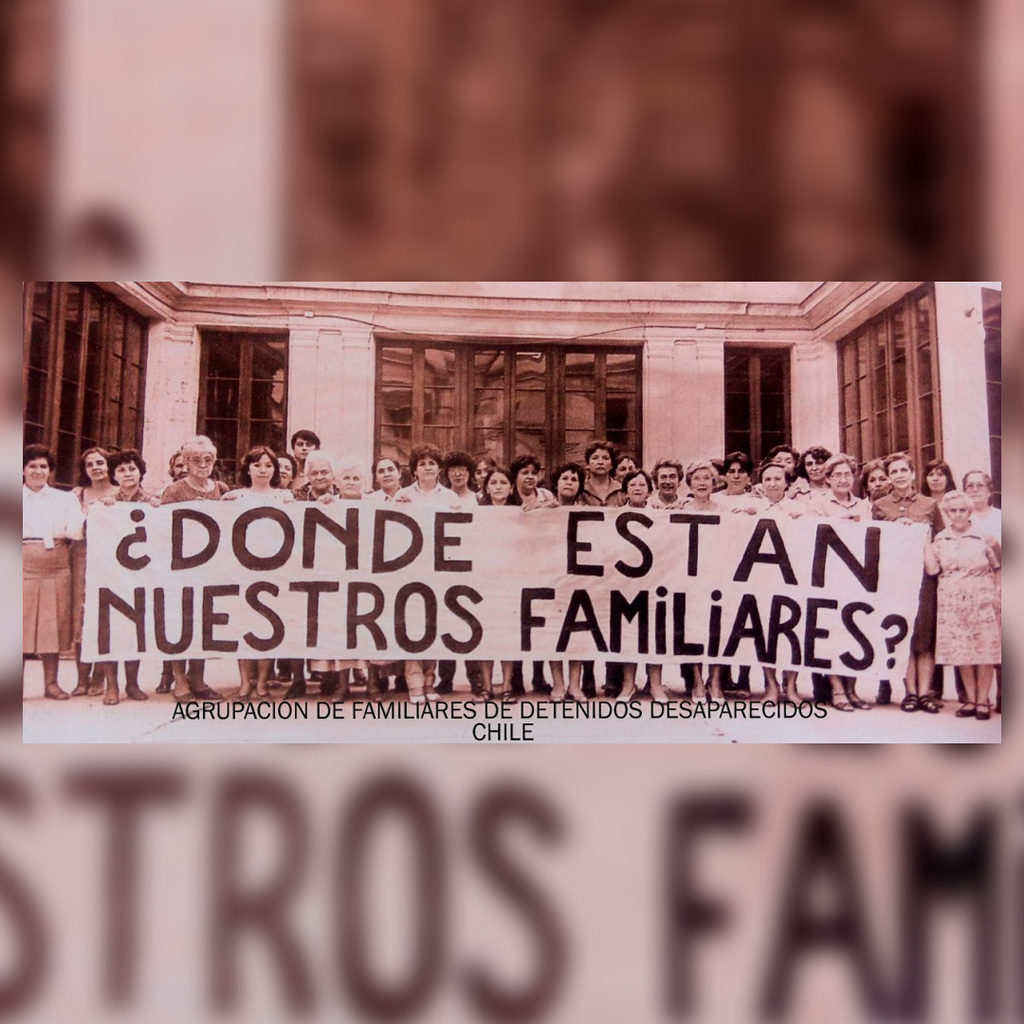 ¿DONDE ESTAN
NUESTROS FAMiLiARES?
AGRUPACIÓN DE FAMILIARES DE DETENIDOS DESAPARECIDOS
CHILE